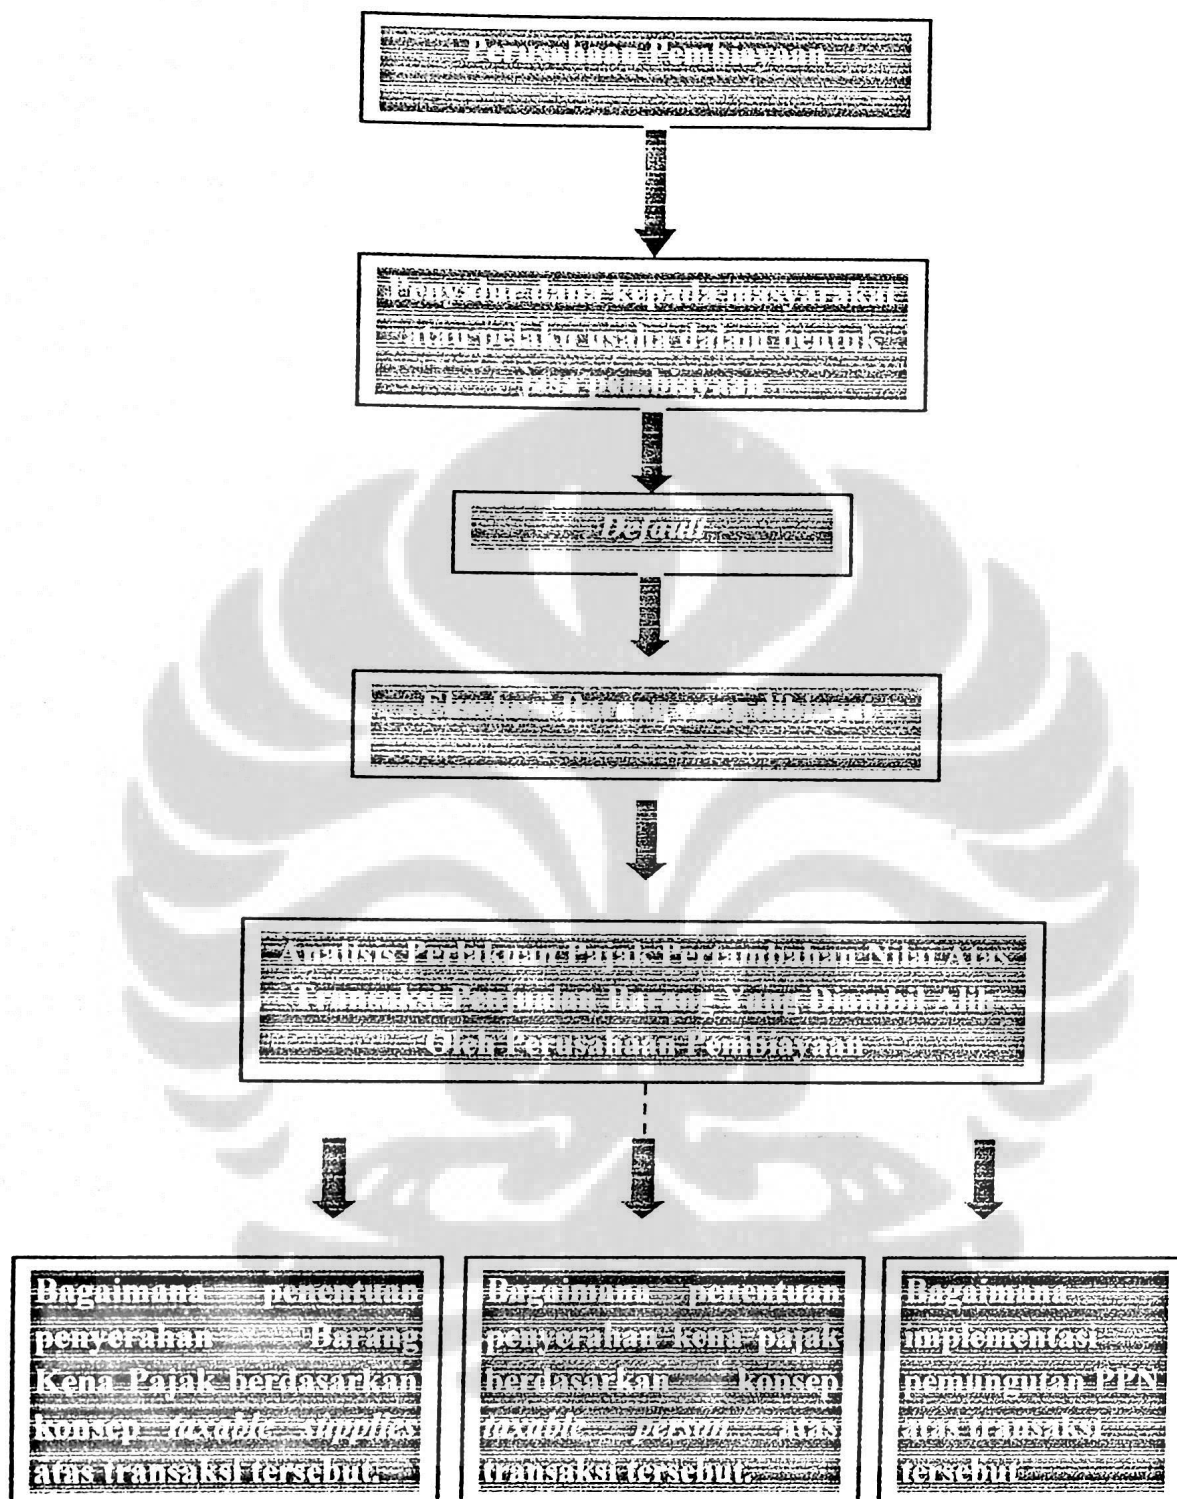 Perusahaan Pembiayaan
Penyalur dana kepada masyarakat
atau pelaku usaha dalam bentuk
jasa pembiayaan
Default
Analisis Perlakuan Pajak Pertambahan Nilai Atas
Transaksi Penjualan Barang Yang Diambil Alih
Oleh Perusahaan Pembiayaan
Bagaimana penentuan
penyerahan Barang
Kena Pajak berdasarkan
konsep taxable supplies
atas transaksi tersebut
Bagaimana penentuan
penyerahan kena pajak
berdasarkan konsep
taxable person atas
transaksi tersebut
Bagaimana
implementasi
pemungutan PPN
atas transaksi
tersebut